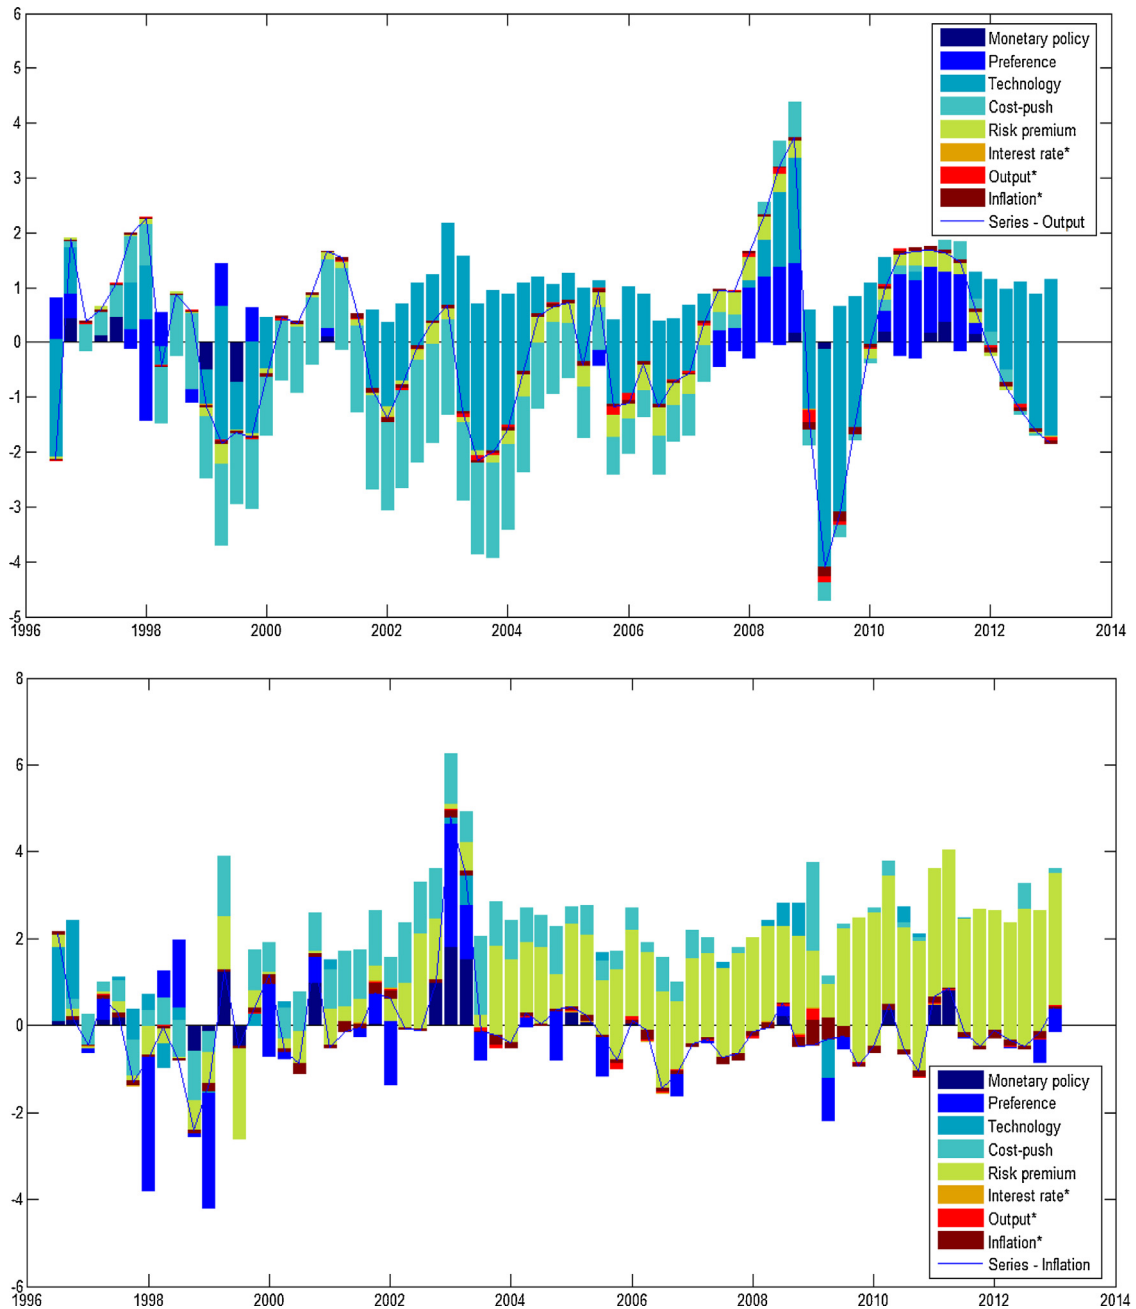 6
5
4
3
2
1
0
-1
-2
-3
-4
-5
Monetary policy
Preference
Technology
Cost-push
Risk premium
Interest rate*
Output*
Inflation*
Series - Output
1996 1998 2000 2002 2004 2006 2008 2010 2012 2014
8
6
4
2
0
-2
-4
-6
Monetary policy
Preference
Technology
Cost-push
Risk premium
Interest rate*
Output*
Inflation*
Series - Inflation
1996 1998 2000 2002 2004 2006 2008 2010 2012 2014